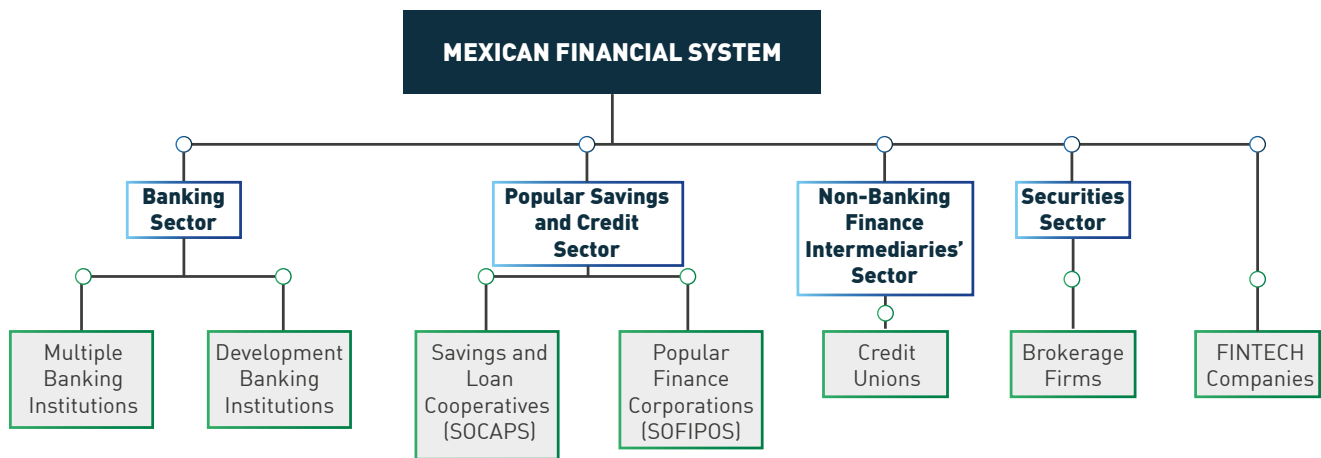 MEXICAN FINANCIAL SYSTEM
Banking
Sector
Popular Savings
and Credit
Sector
Non-Banking
Finance
Intermediaries’
Sector
Securities
Sector
Multiple
Banking
Institutions
Development
Banking
Institutions
Savings and
Loan
Cooperatives
(SOCAPS)
Popular
Finance
Corporations
(SOFIPOS)
Credit
Unions
Brokerage
Firms
FINTECH
Companies